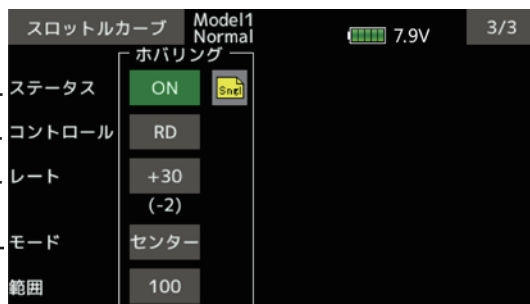 スロットルカーブ Model1 Normal 7.9V 3/3
ホバリング
ステータス ON Sngl
コントロール RD
レート +30
(-2)
モード センター
範囲 100